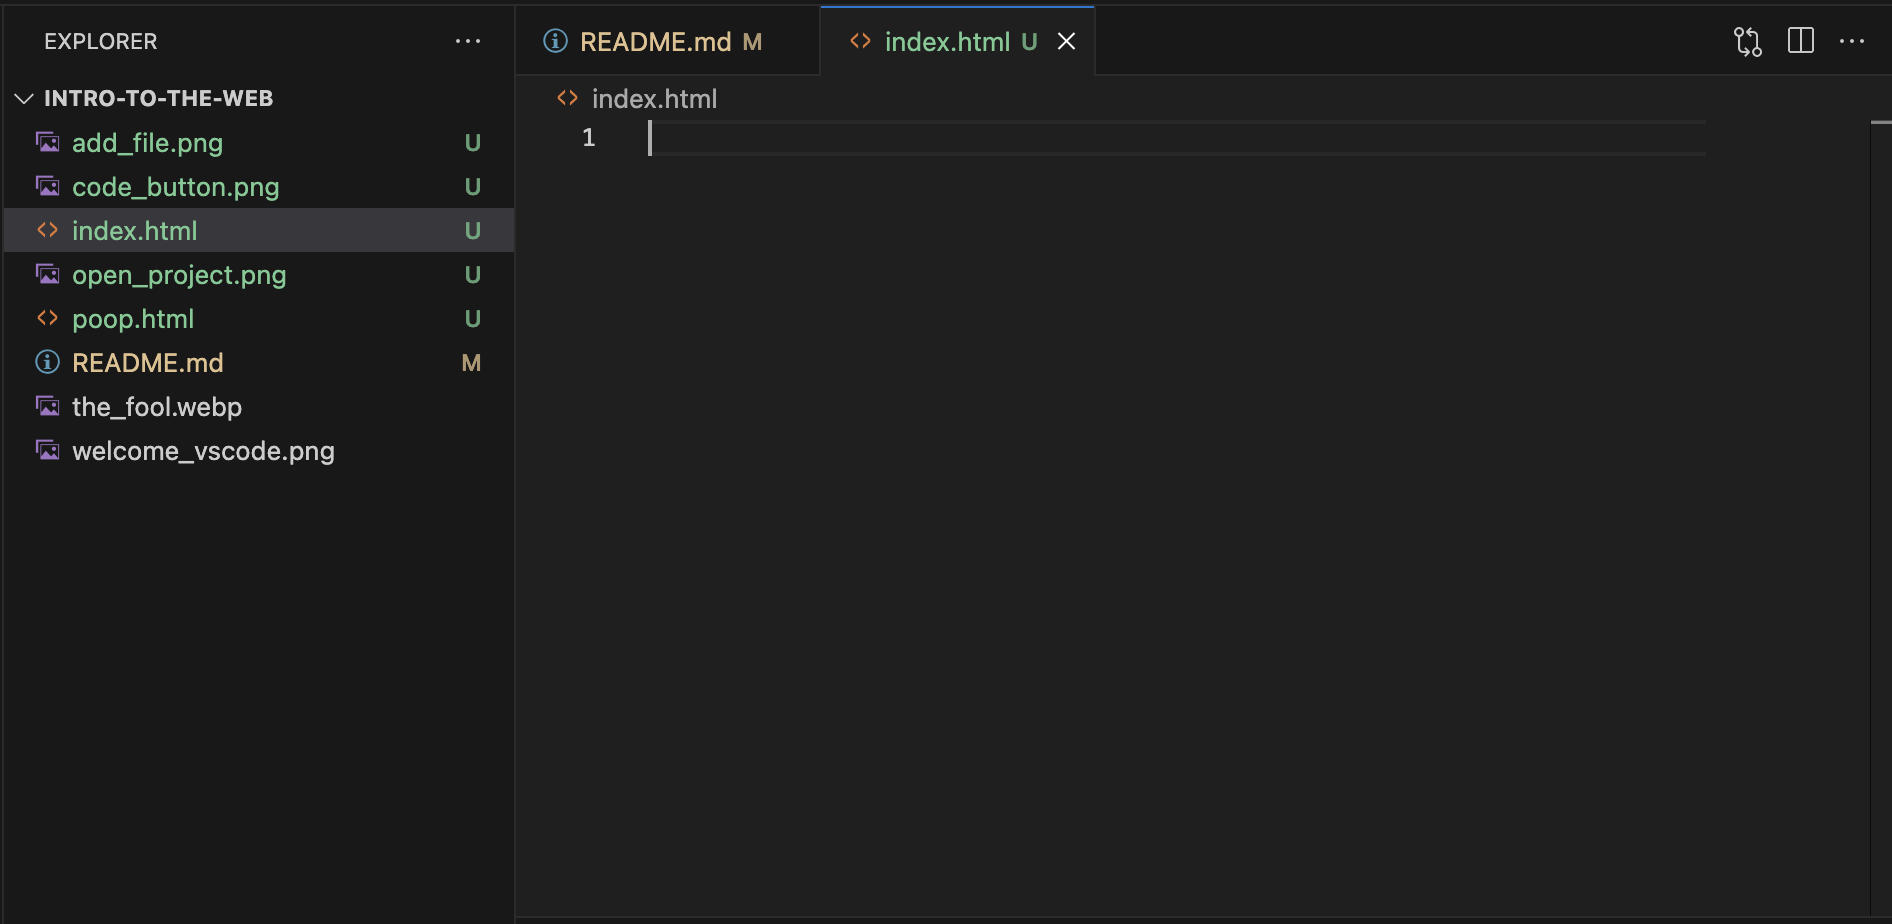 EXPLORER
INTRO-TO-THE-WEB
add_file.png U
code_button.png U
index.html U
open_project.png U
poop.html U
README.md M
the_fool.webp
welcome_vscode.png
README.md M
index.html U
index.html
1